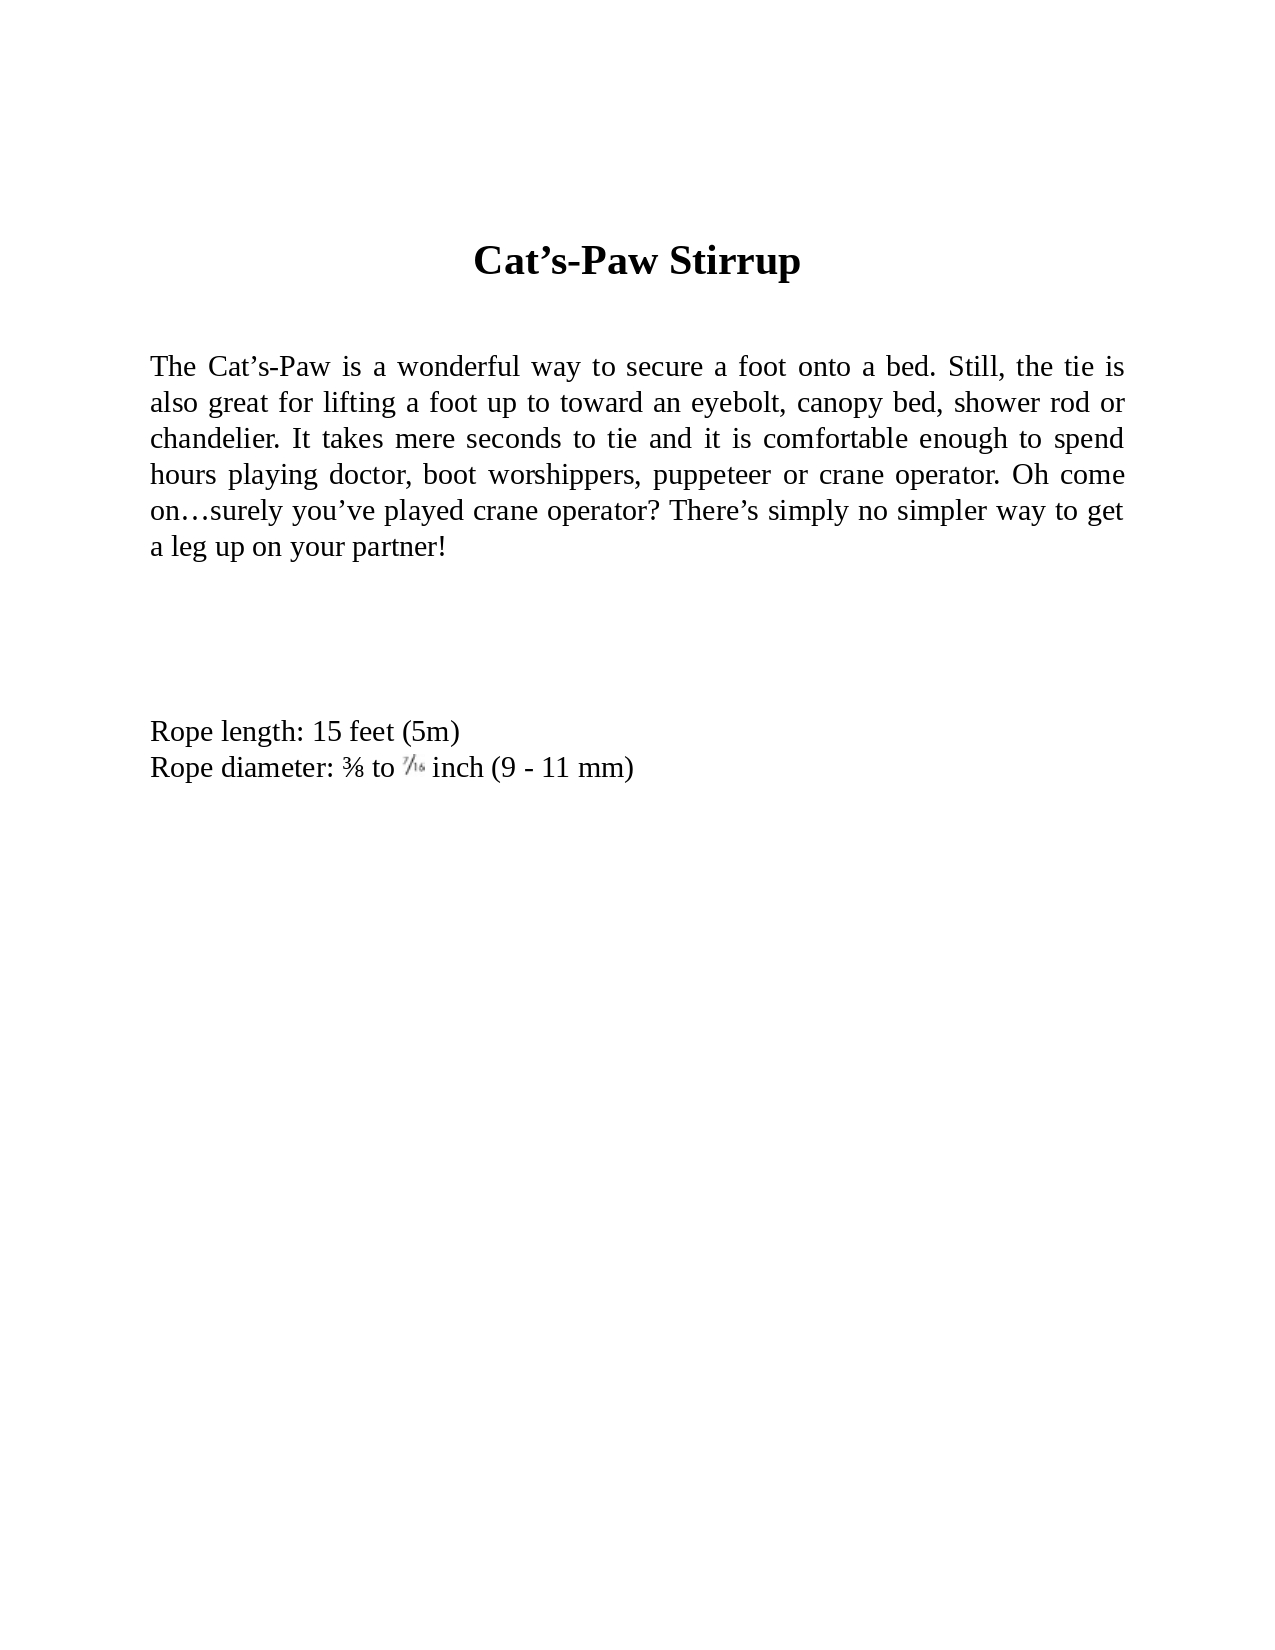 Cat’s-Paw Stirrup
The Cat’s-Paw is a wonderful way to secure a foot onto a bed. Still, the tie is
also great for lifting a foot up to toward an eyebolt, canopy bed, shower rod or
chandelier. It takes mere seconds to tie and it is comfortable enough to spend
hours playing doctor, boot worshippers, puppeteer or crane operator. Oh come
on…surely you’ve played crane operator? There’s simply no simpler way to get
a leg up on your partner!
Rope length: 15 feet (5m)
Rope diameter: ⅜ to 7/16 inch (9 - 11 mm)